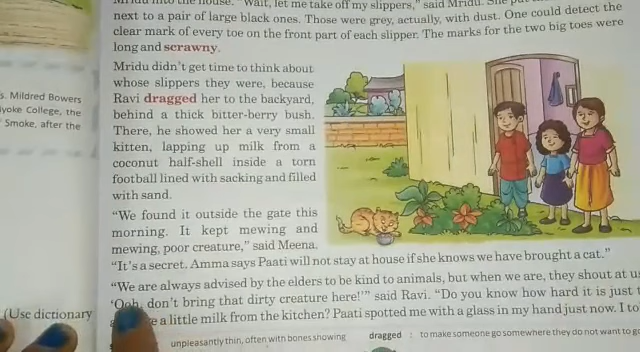 into the house. "Wait, let me take off my slippers," said Mridu. She
next to a pair of large black ones. Those were grey, actually, with dust. One could detect the
clear mark of every toe on the front part of each slipper. The marks for the two big toes were
long and scrawny.
Mridu didn't get time to think about
whose slippers they were, because
Ravi dragged her to the backyard,
behind a thick bitter-berry bush.
There, he showed her a very small
kitten, lapping up milk from a
coconut half-shell inside a torn
football lined with sacking and filled
with sand.
"We found it outside the gate this
morning. It kept mewing and
mewing, poor creature," said Meena.
"It's a secret. Amma says Paati will not stay at house if she knows we have brought a cat."
"We are always advised by the elders to be kind to animals, but when we are, they shout at us
'Ooh, don't bring that dirty creature here!'" said Ravi. "Do you know how hard it is just
a little milk from the kitchen? Paati spotted me with a glass in my hand just now. I to
unpleasantly thin, often with bones showing
dragged : to make someone go somewhere they do not want to go
s. Mildred Bowers
yoke College, the
Smoke, after the
(Use dictionary